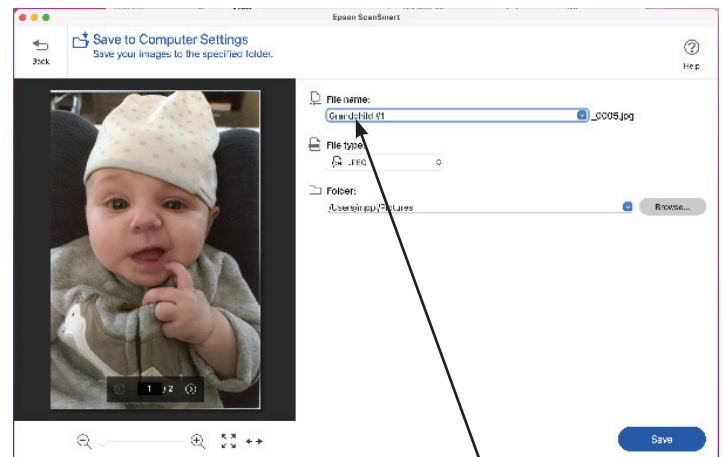 Epson ScanSmart
Back
Save to Computer Settings
Save your images to the specified folder.
Help
File name:
Grandchild #1
_0005.jpg
File type:
JPEG
Folder:
/Pictures
Browse...
1 / 2
Save